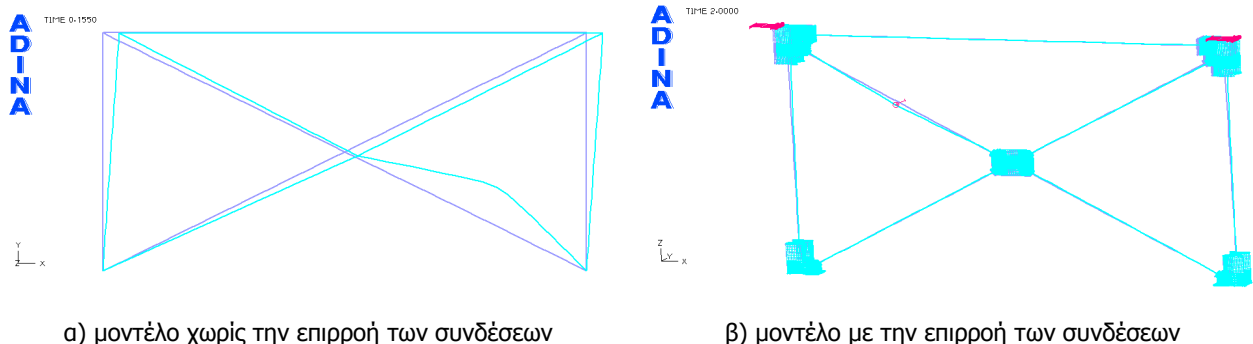 ADINA
TIME 0.1550
Y
Z X
ADINA
TIME 2.0000
Z
Y X
α) μοντέλο χωρίς την επιρροή των συνδέσεων
β) μοντέλο με την επιρροή των συνδέσεων